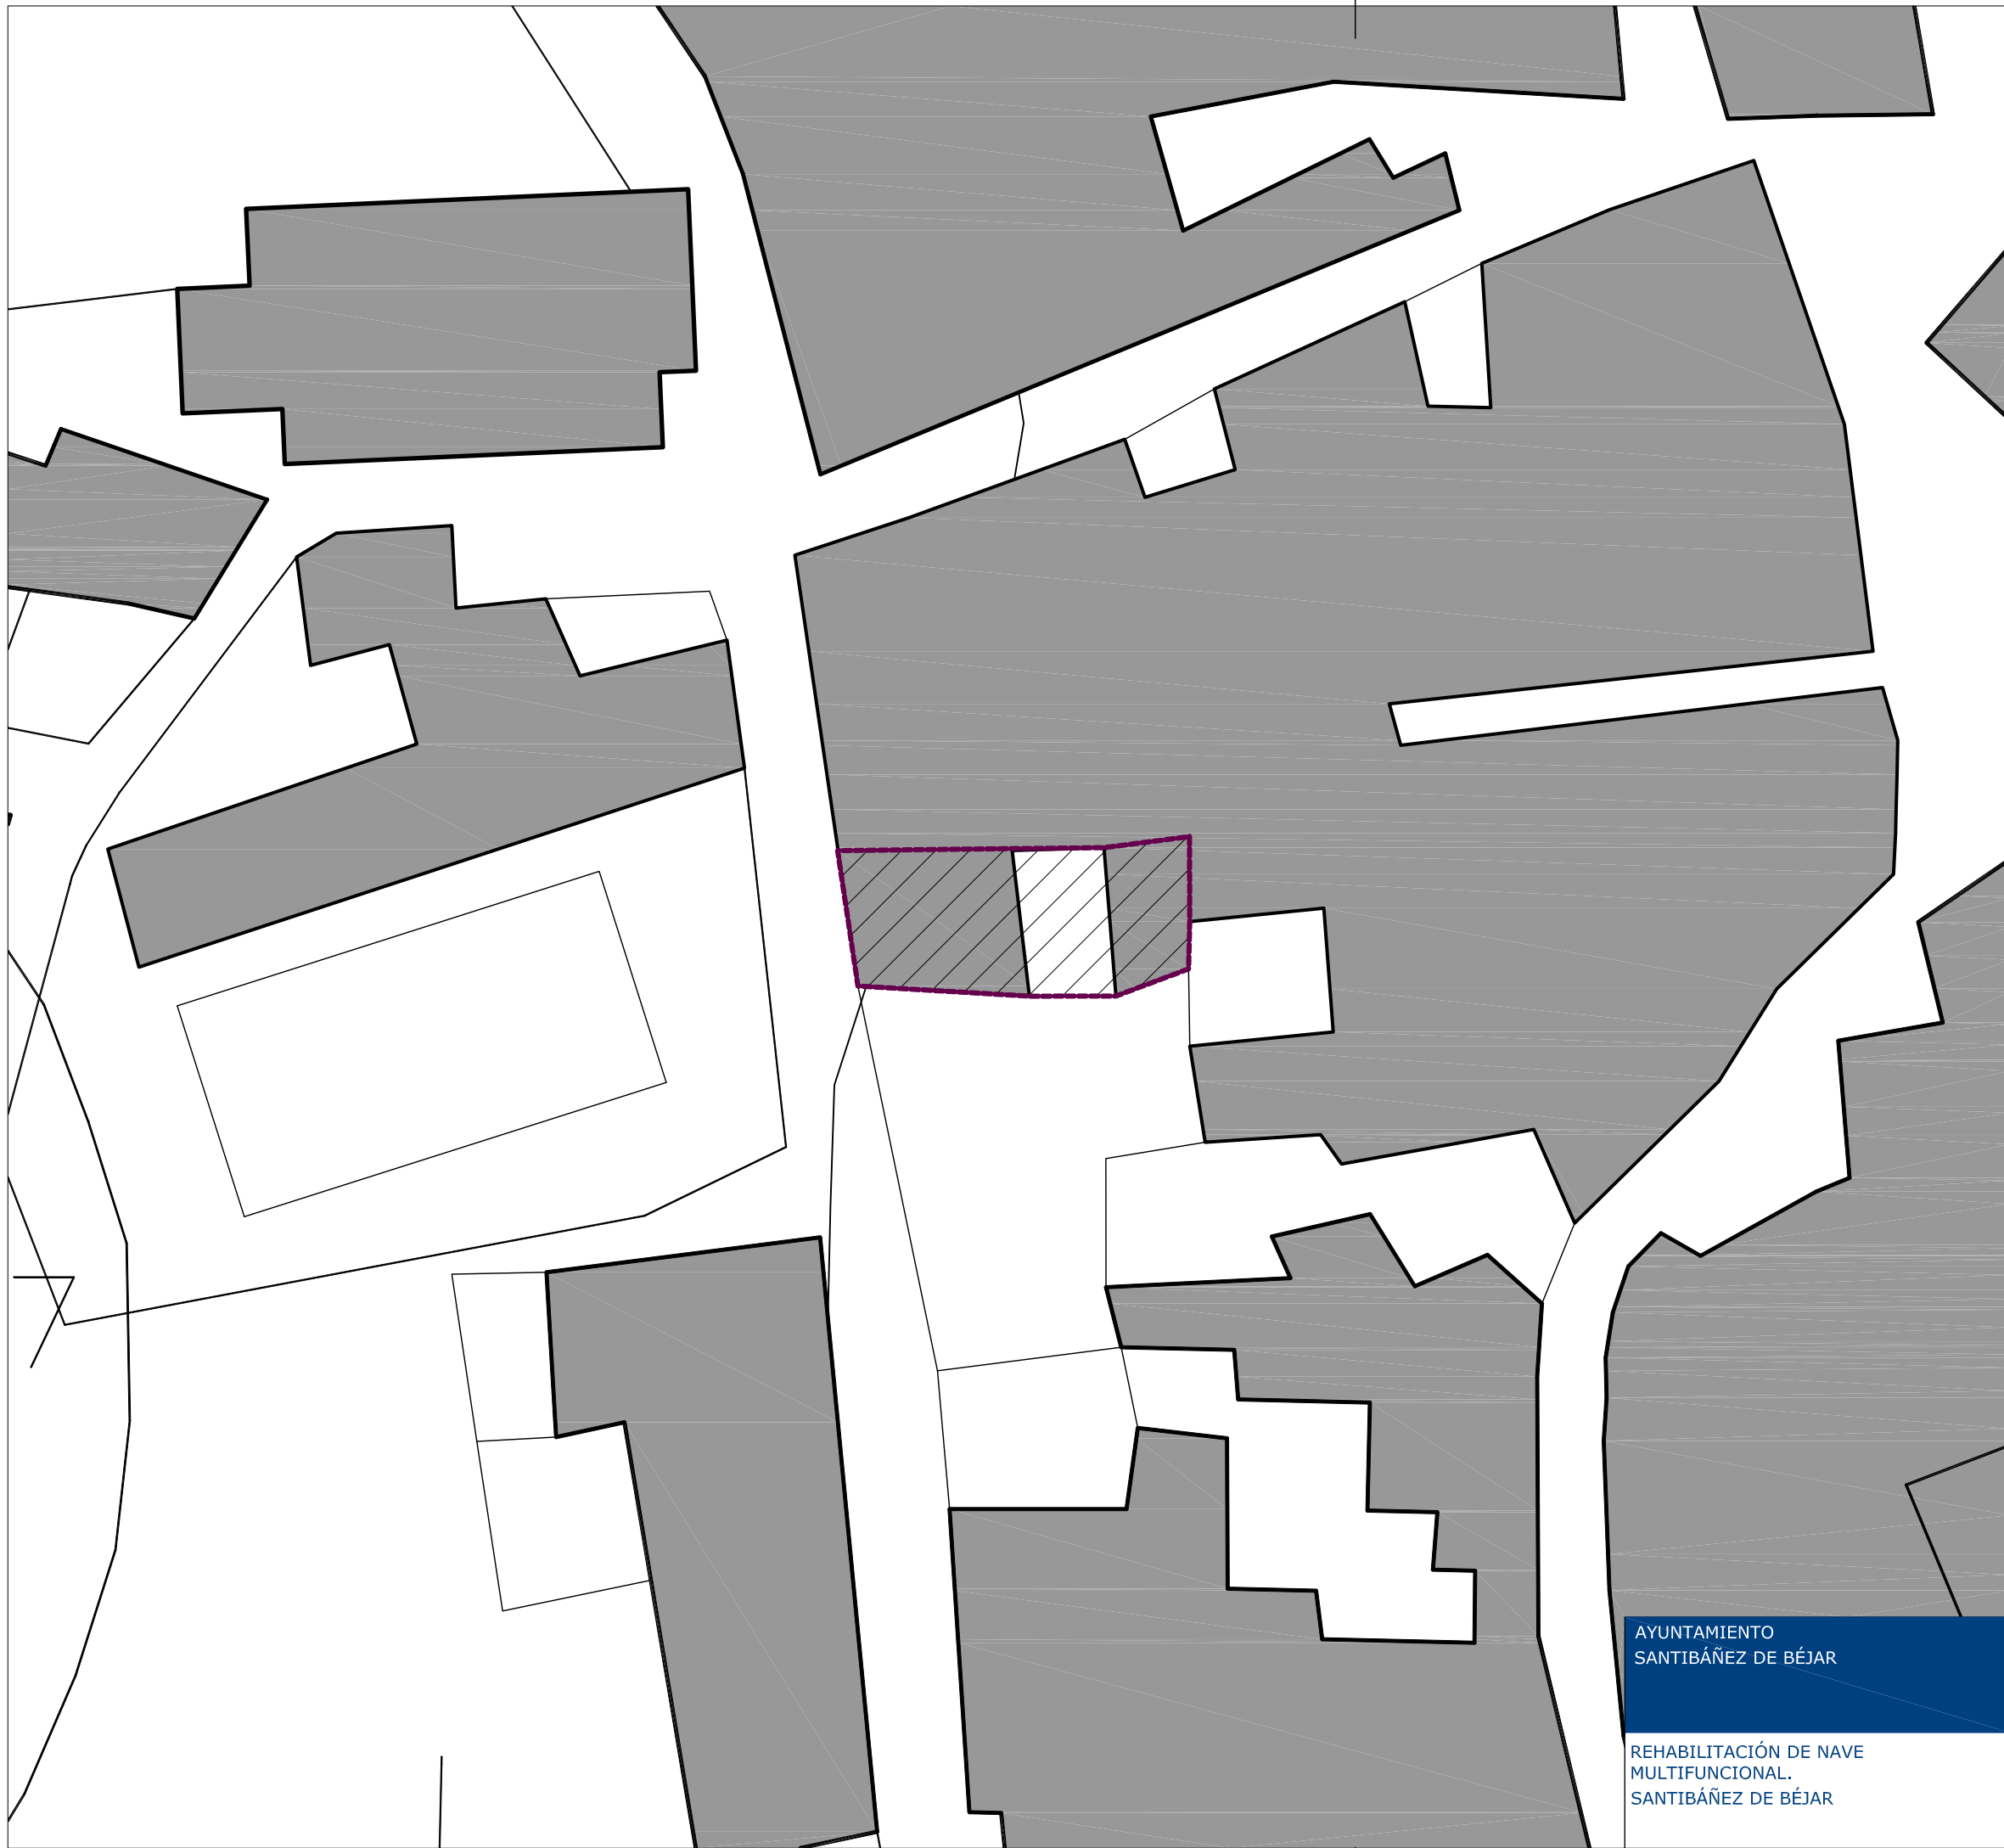 AYUNTAMIENTO
SANTIBÁÑEZ DE BÉJAR
REHABILITACIÓN DE NAVE
MULTIFUNCIONAL.
SANTIBÁÑEZ DE BÉJAR